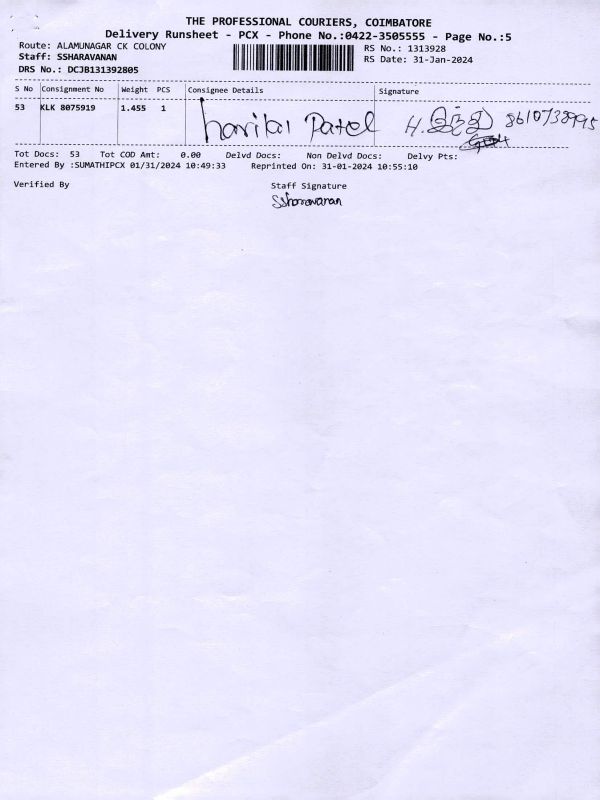 THE PROFESSIONAL COURIERS, COIMBATORE
Delivery Runsheet - PCX - Phone No.:0422-3505555 - Page No.:5
Route: ALAMUNAGAR CK COLONY
Staff: SSHARAVANAN
DRS No.: DCJB131392805
RS No.: 1313928
RS Date: 31-Jan-2024
S No Consignment No Weight PCS Consignee Details Signature
53 KLK 8075919 1.455 1 Patel H. 8610738995
Tot Docs: 53 Tot COD Amt: 0.00 Delvd Docs: Non Delvd Docs: Delvy Pts:
Entered By :SUMATHIPCX 01/31/2024 10:49:33 Reprinted On: 31-01-2024 10:55:10
Verified By Staff Signature
SSharavanan